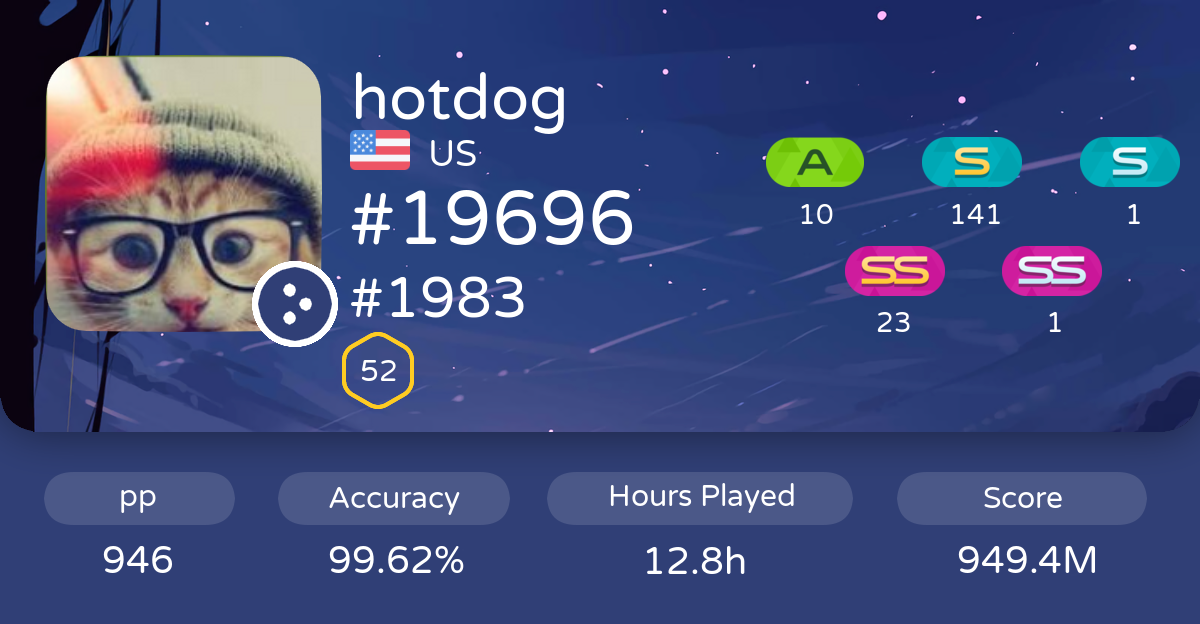 hotdog
US
#19696
#1983
52
A S S
10 141 1
SS SS
23 1
pp Accuracy Hours Played Score
946 99.62% 12.8h 949.4M